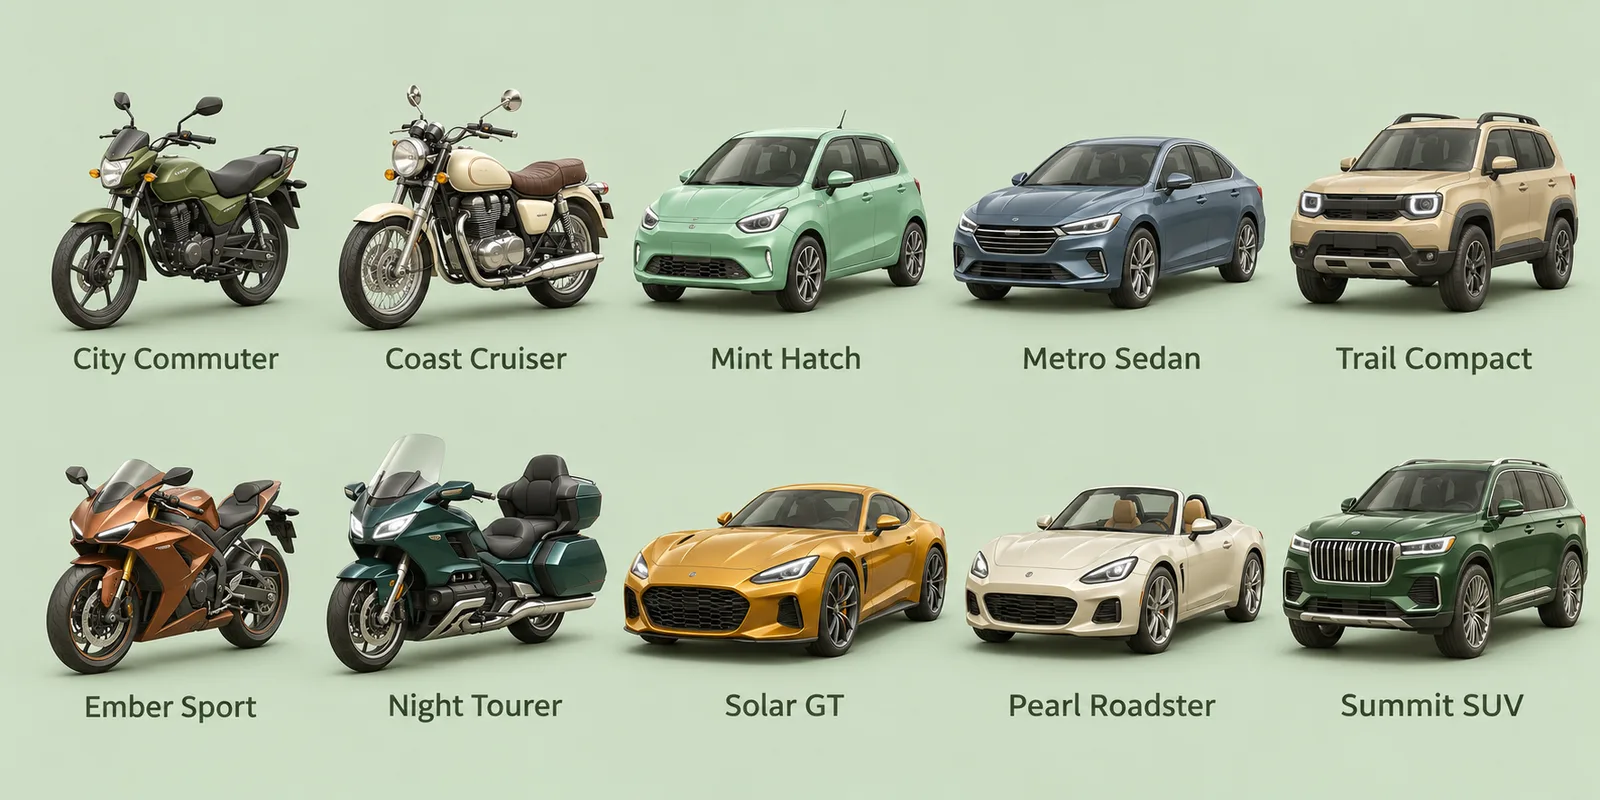 City Commuter
Coast Cruiser
Mint Hatch
Metro Sedan
Trail Compact
Ember Sport
Night Tourer
Solar GT
Pearl Roadster
Summit SUV